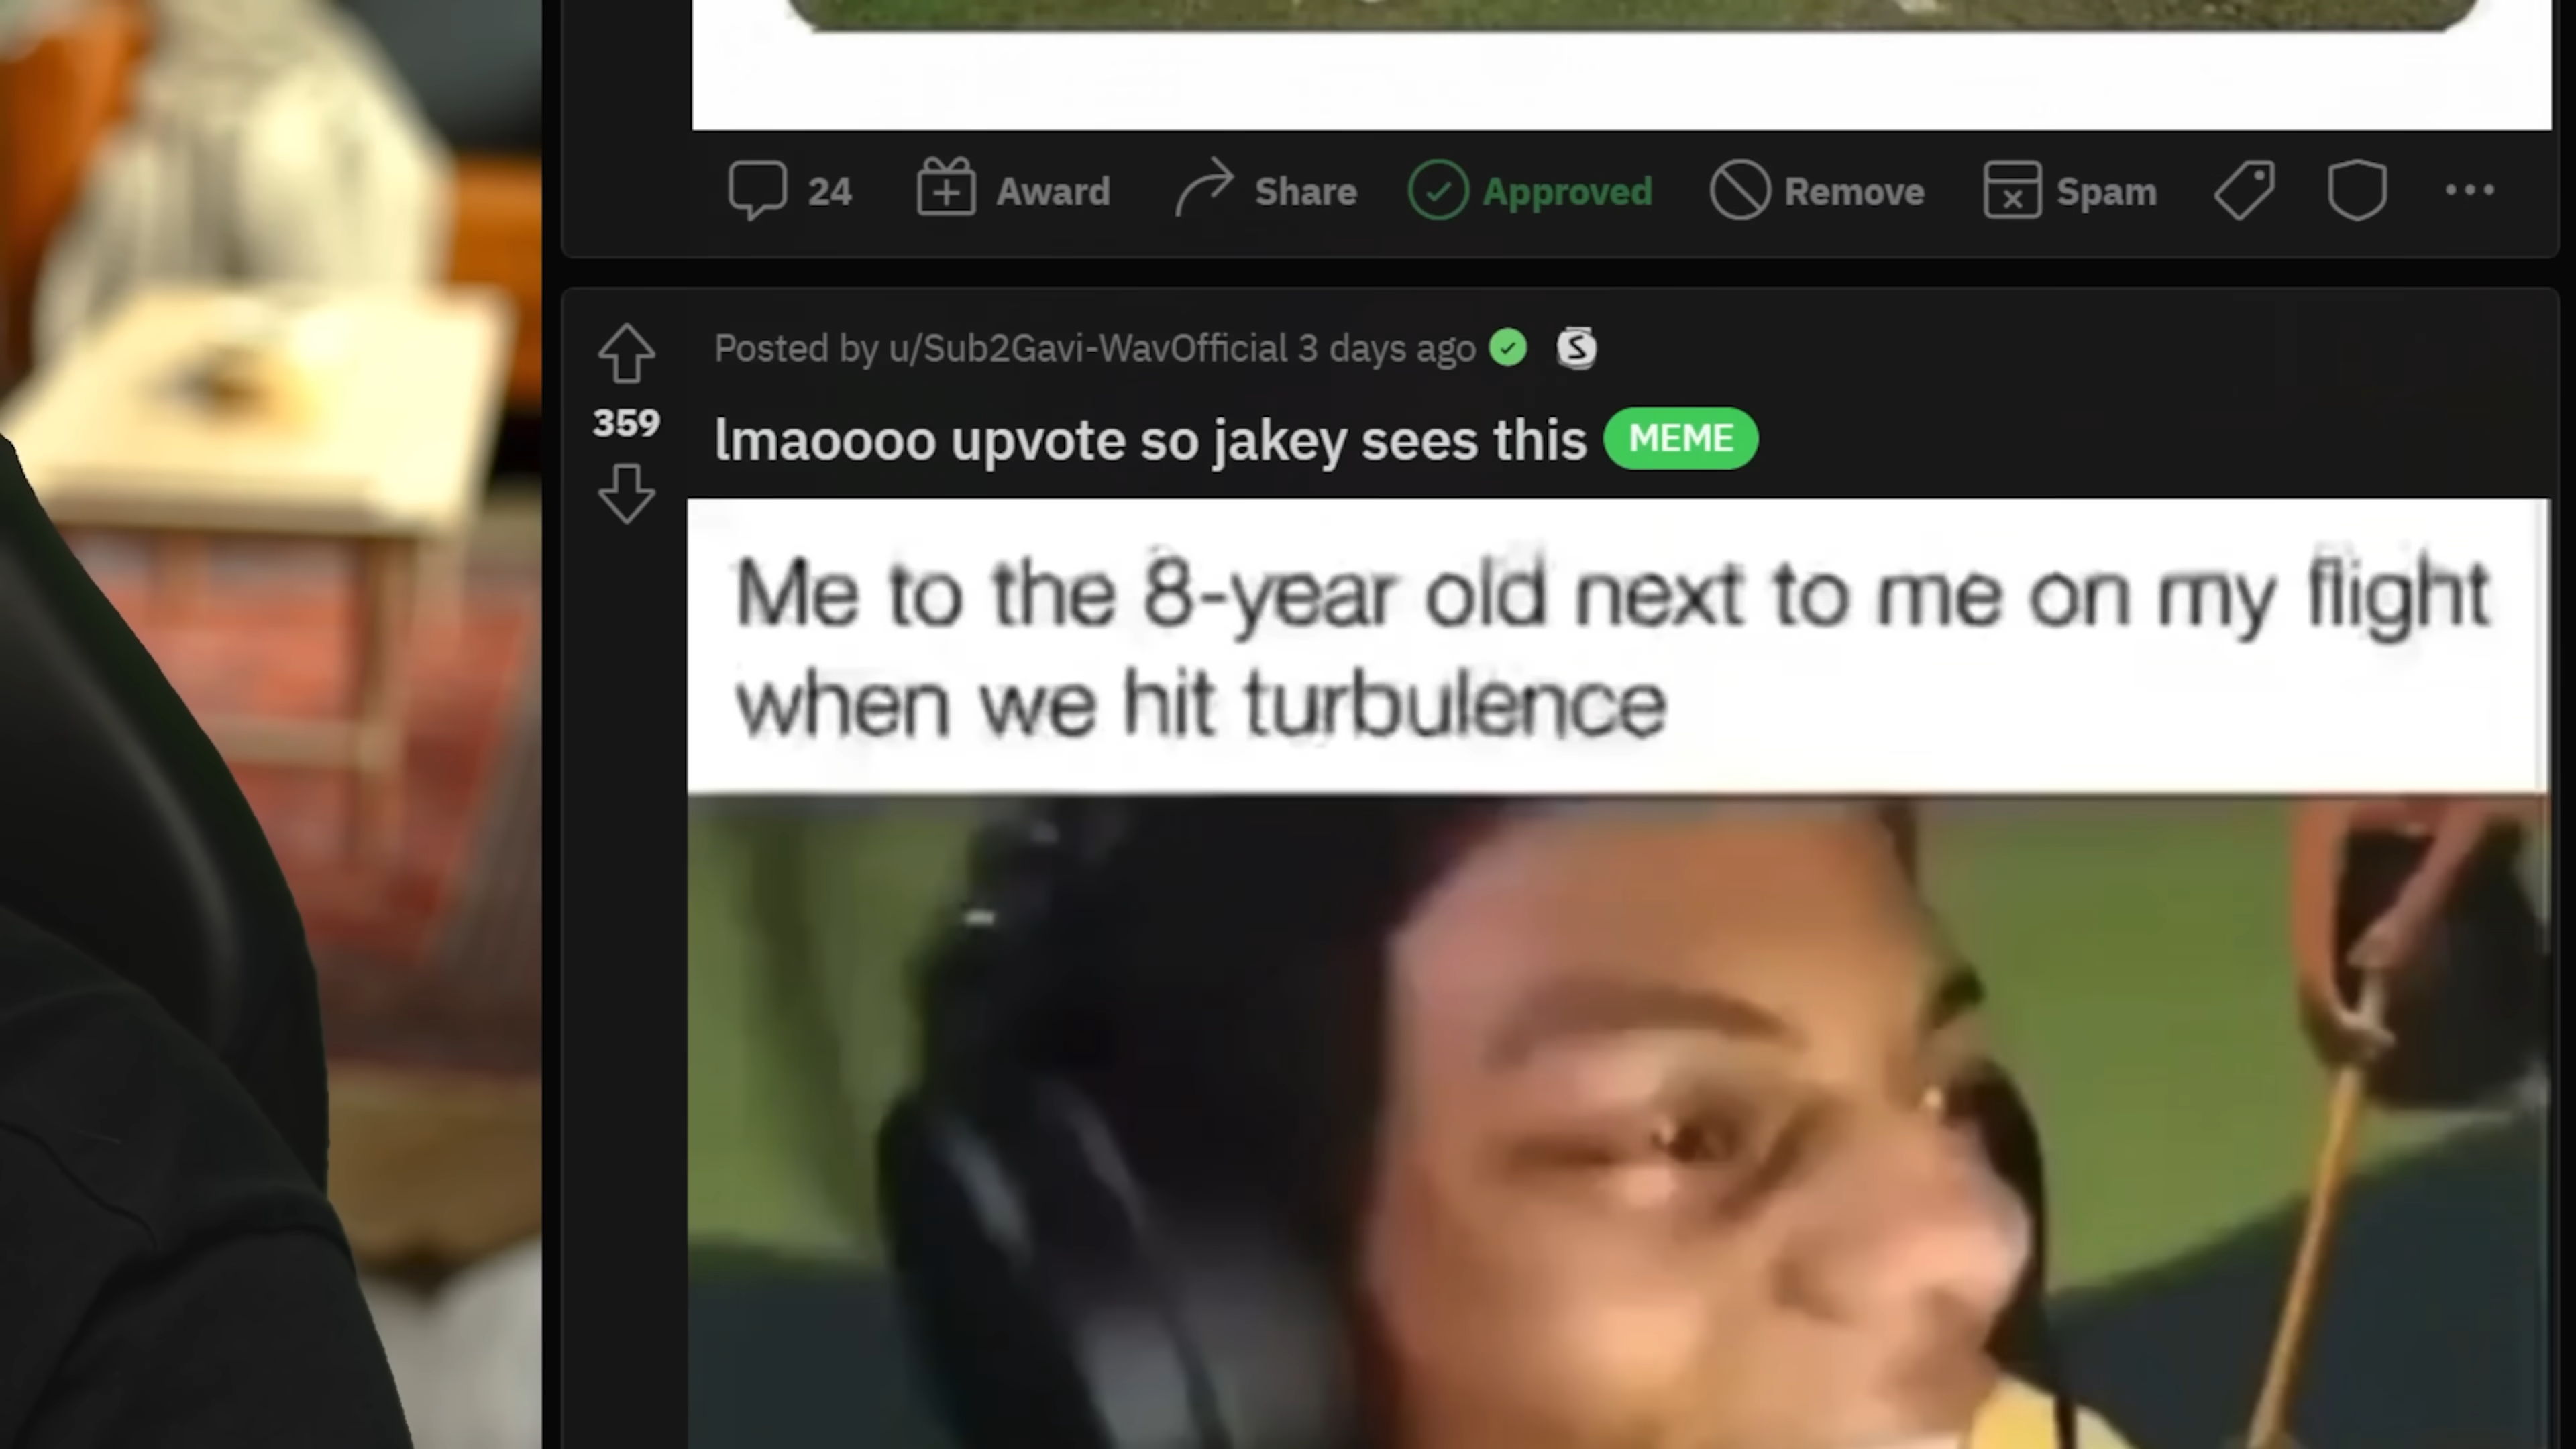 24 Award Share Approved Remove Spam
Posted by u/Sub2Gavi-WavOfficial 3 days ago
359
lmaoooo upvote so jakey sees this MEME
Me to the 8-year old next to me on my flight
when we hit turbulence